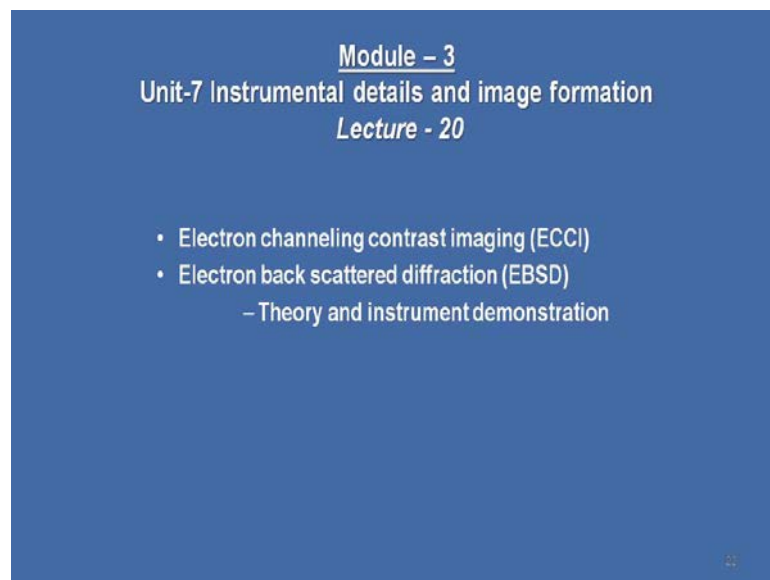 Module – 3
Unit-7 Instrumental details and image formation
Lecture - 20
• Electron channeling contrast imaging (ECCI)
• Electron back scattered diffraction (EBSD)
– Theory and instrument demonstration